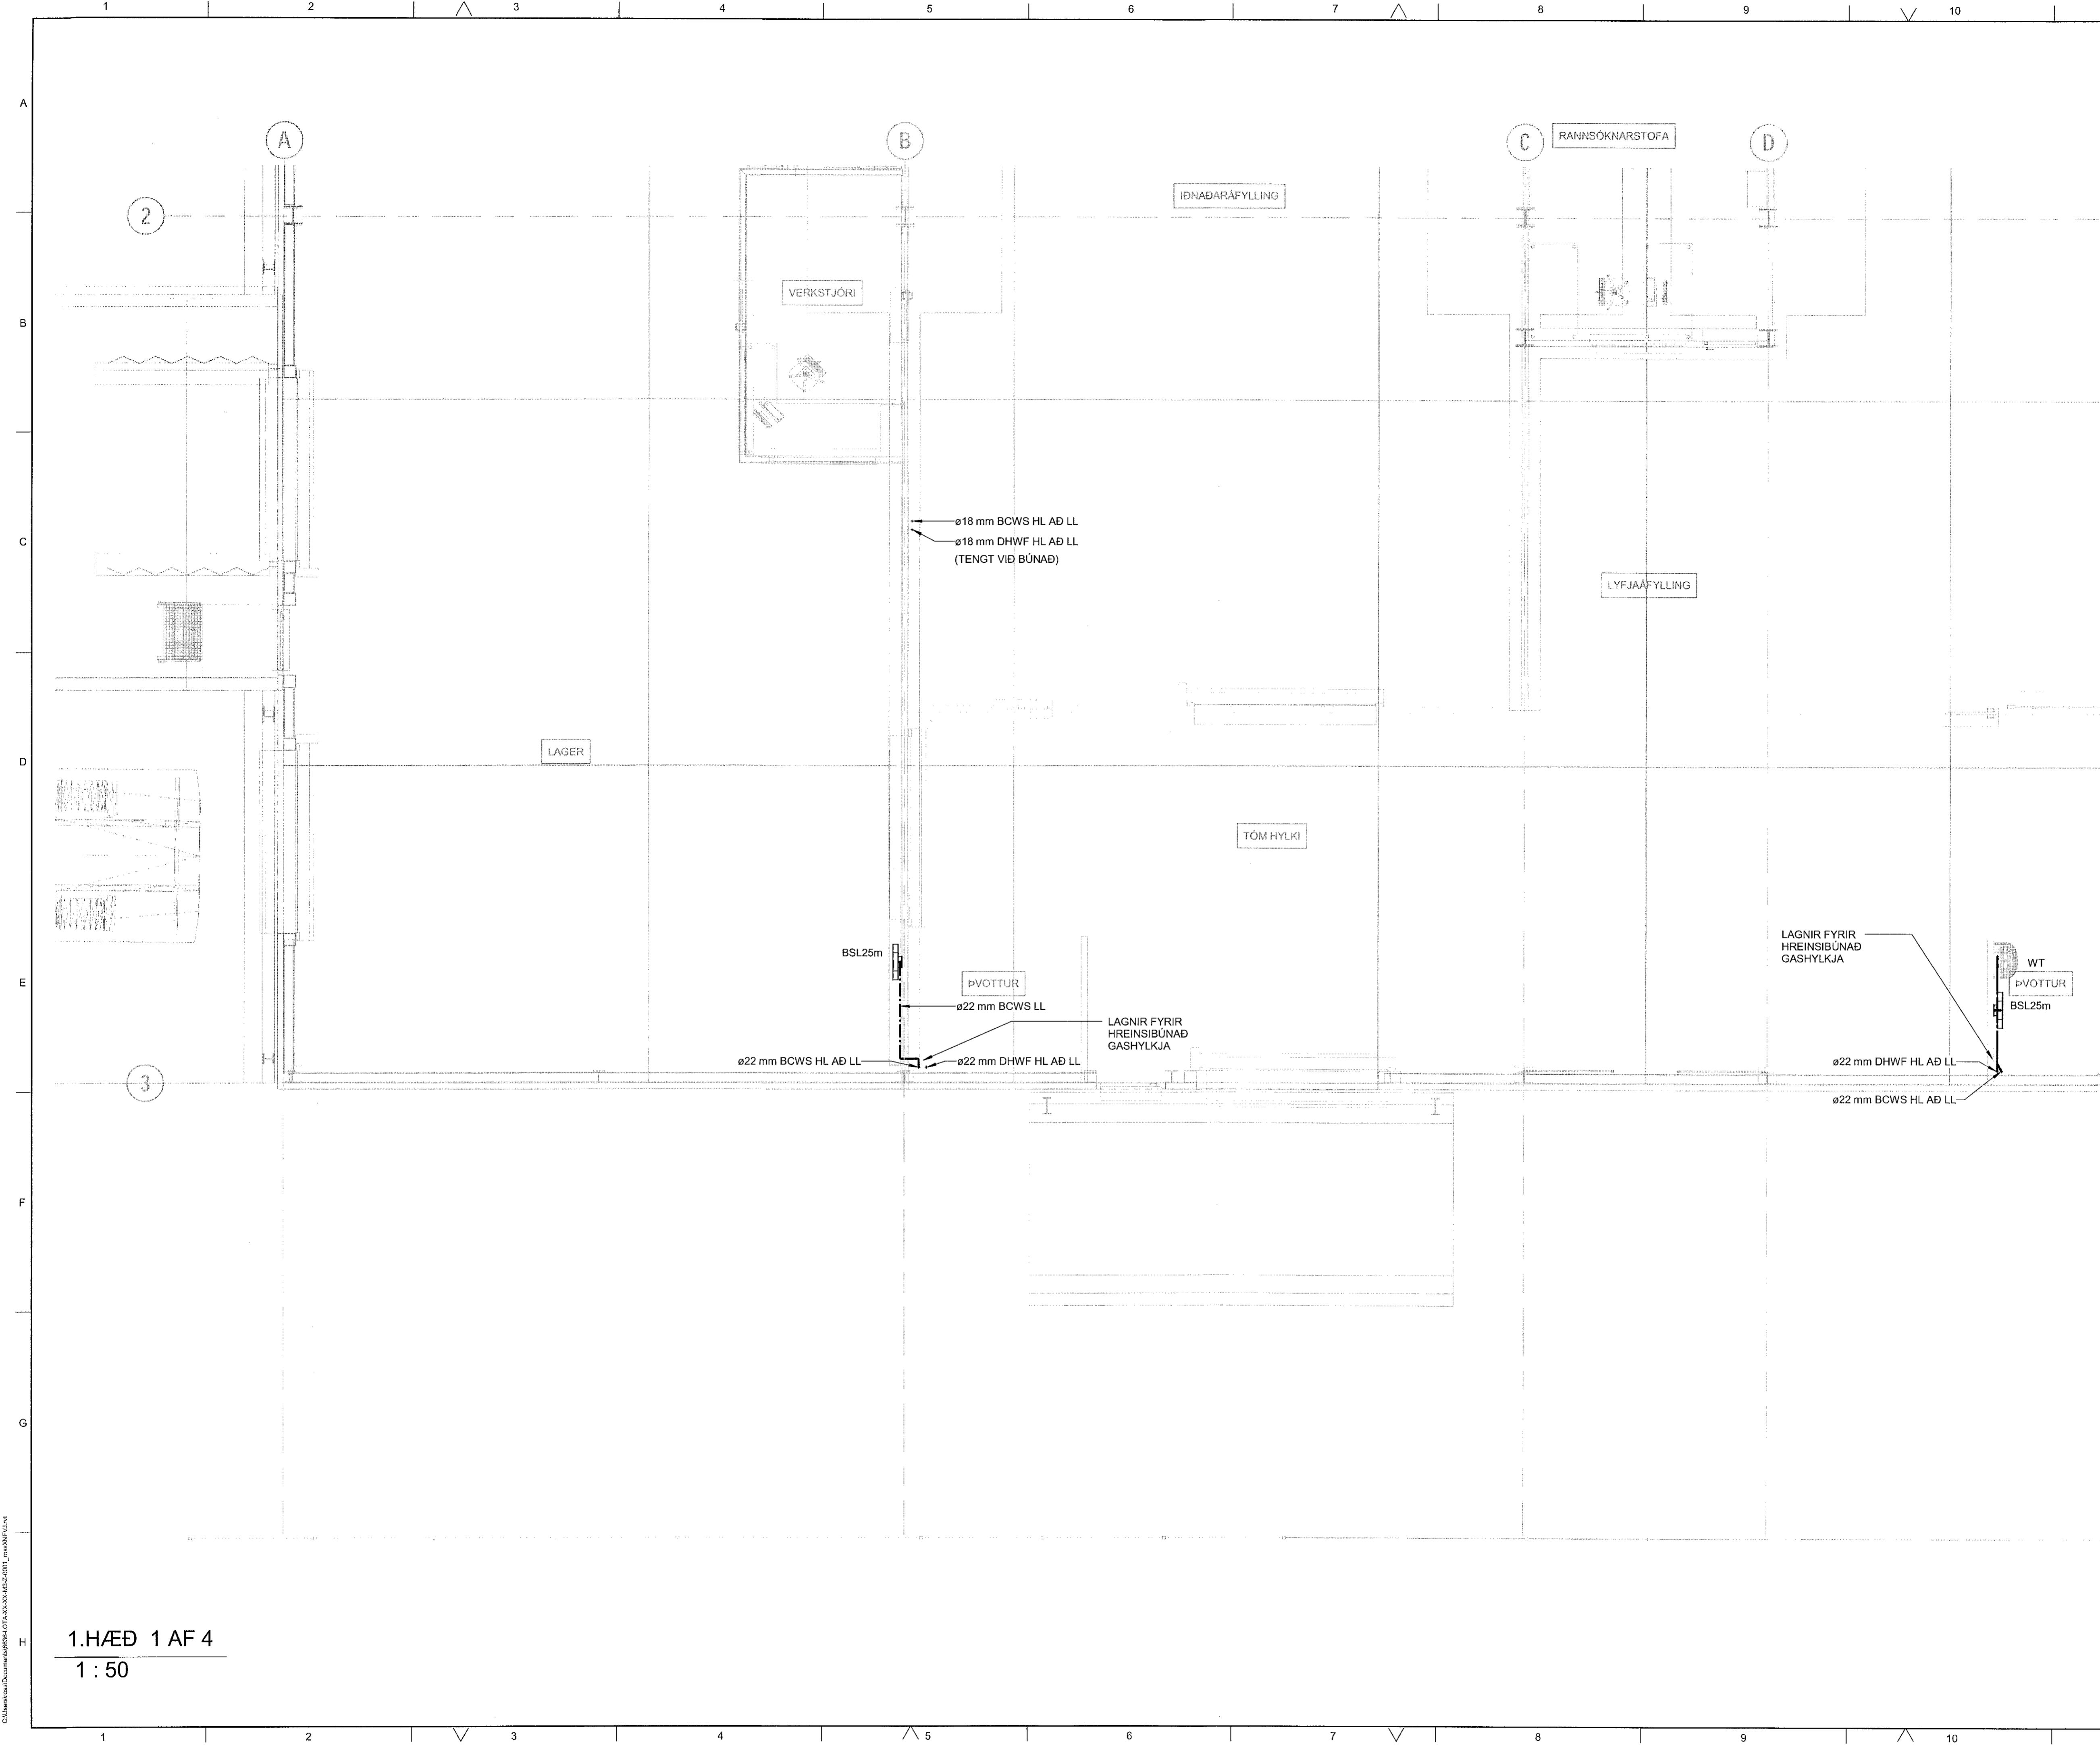 1 2 3 4 5 6 7 8 9 10
A
A B C D
RANNSÓKNARSTOFA
IÐNAÐARÁFYLLING
2
VERKSTJÓRI
B
ø18 mm BCWS HL AÐ LL
C
ø18 mm DHWF HL AÐ LL
(TENGT VIÐ BÚNAÐ)
LYFJAÁFYLLING
LAGER
D
TÓM HYLKI
LAGNIR FYRIR
HREINSIBÚNAÐ
GASHYLKJA
BSL25m
WT
E
ÞVOTTUR
ÞVOTTUR
ø22 mm BCWS LL
BSL25m
LAGNIR FYRIR
HREINSIBÚNAÐ
GASHYLKJA
ø22 mm BCWS HL AÐ LL
ø22 mm DHWF HL AÐ LL
ø22 mm DHWF HL AÐ LL
3
ø22 mm BCWS HL AÐ LL
F
G
H
1.HÆÐ 1 AF 4
1 : 50
1 2 3 4 5 6 7 8 9 10